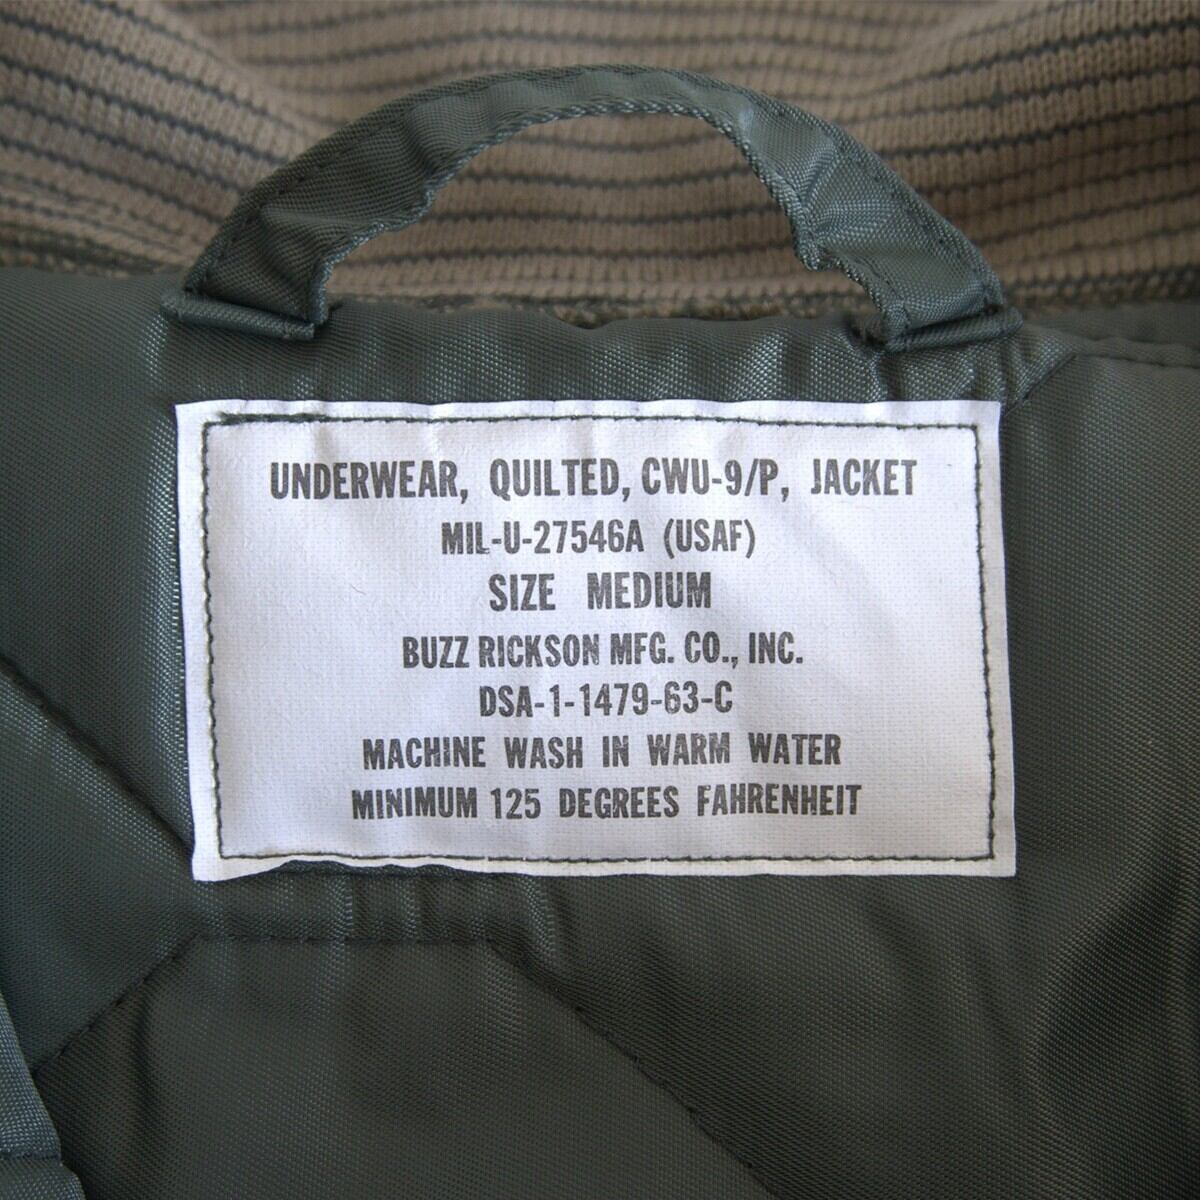 UNDERWEAR, QUILTED, CWU-9/P, JACKET
MIL-U-27546A (USAF)
SIZE MEDIUM
BUZZ RICKSON MFG. CO., INC.
DSA-1-1479-63-C
MACHINE WASH IN WARM WATER
MINIMUM 125 DEGREES FAHRENHEIT